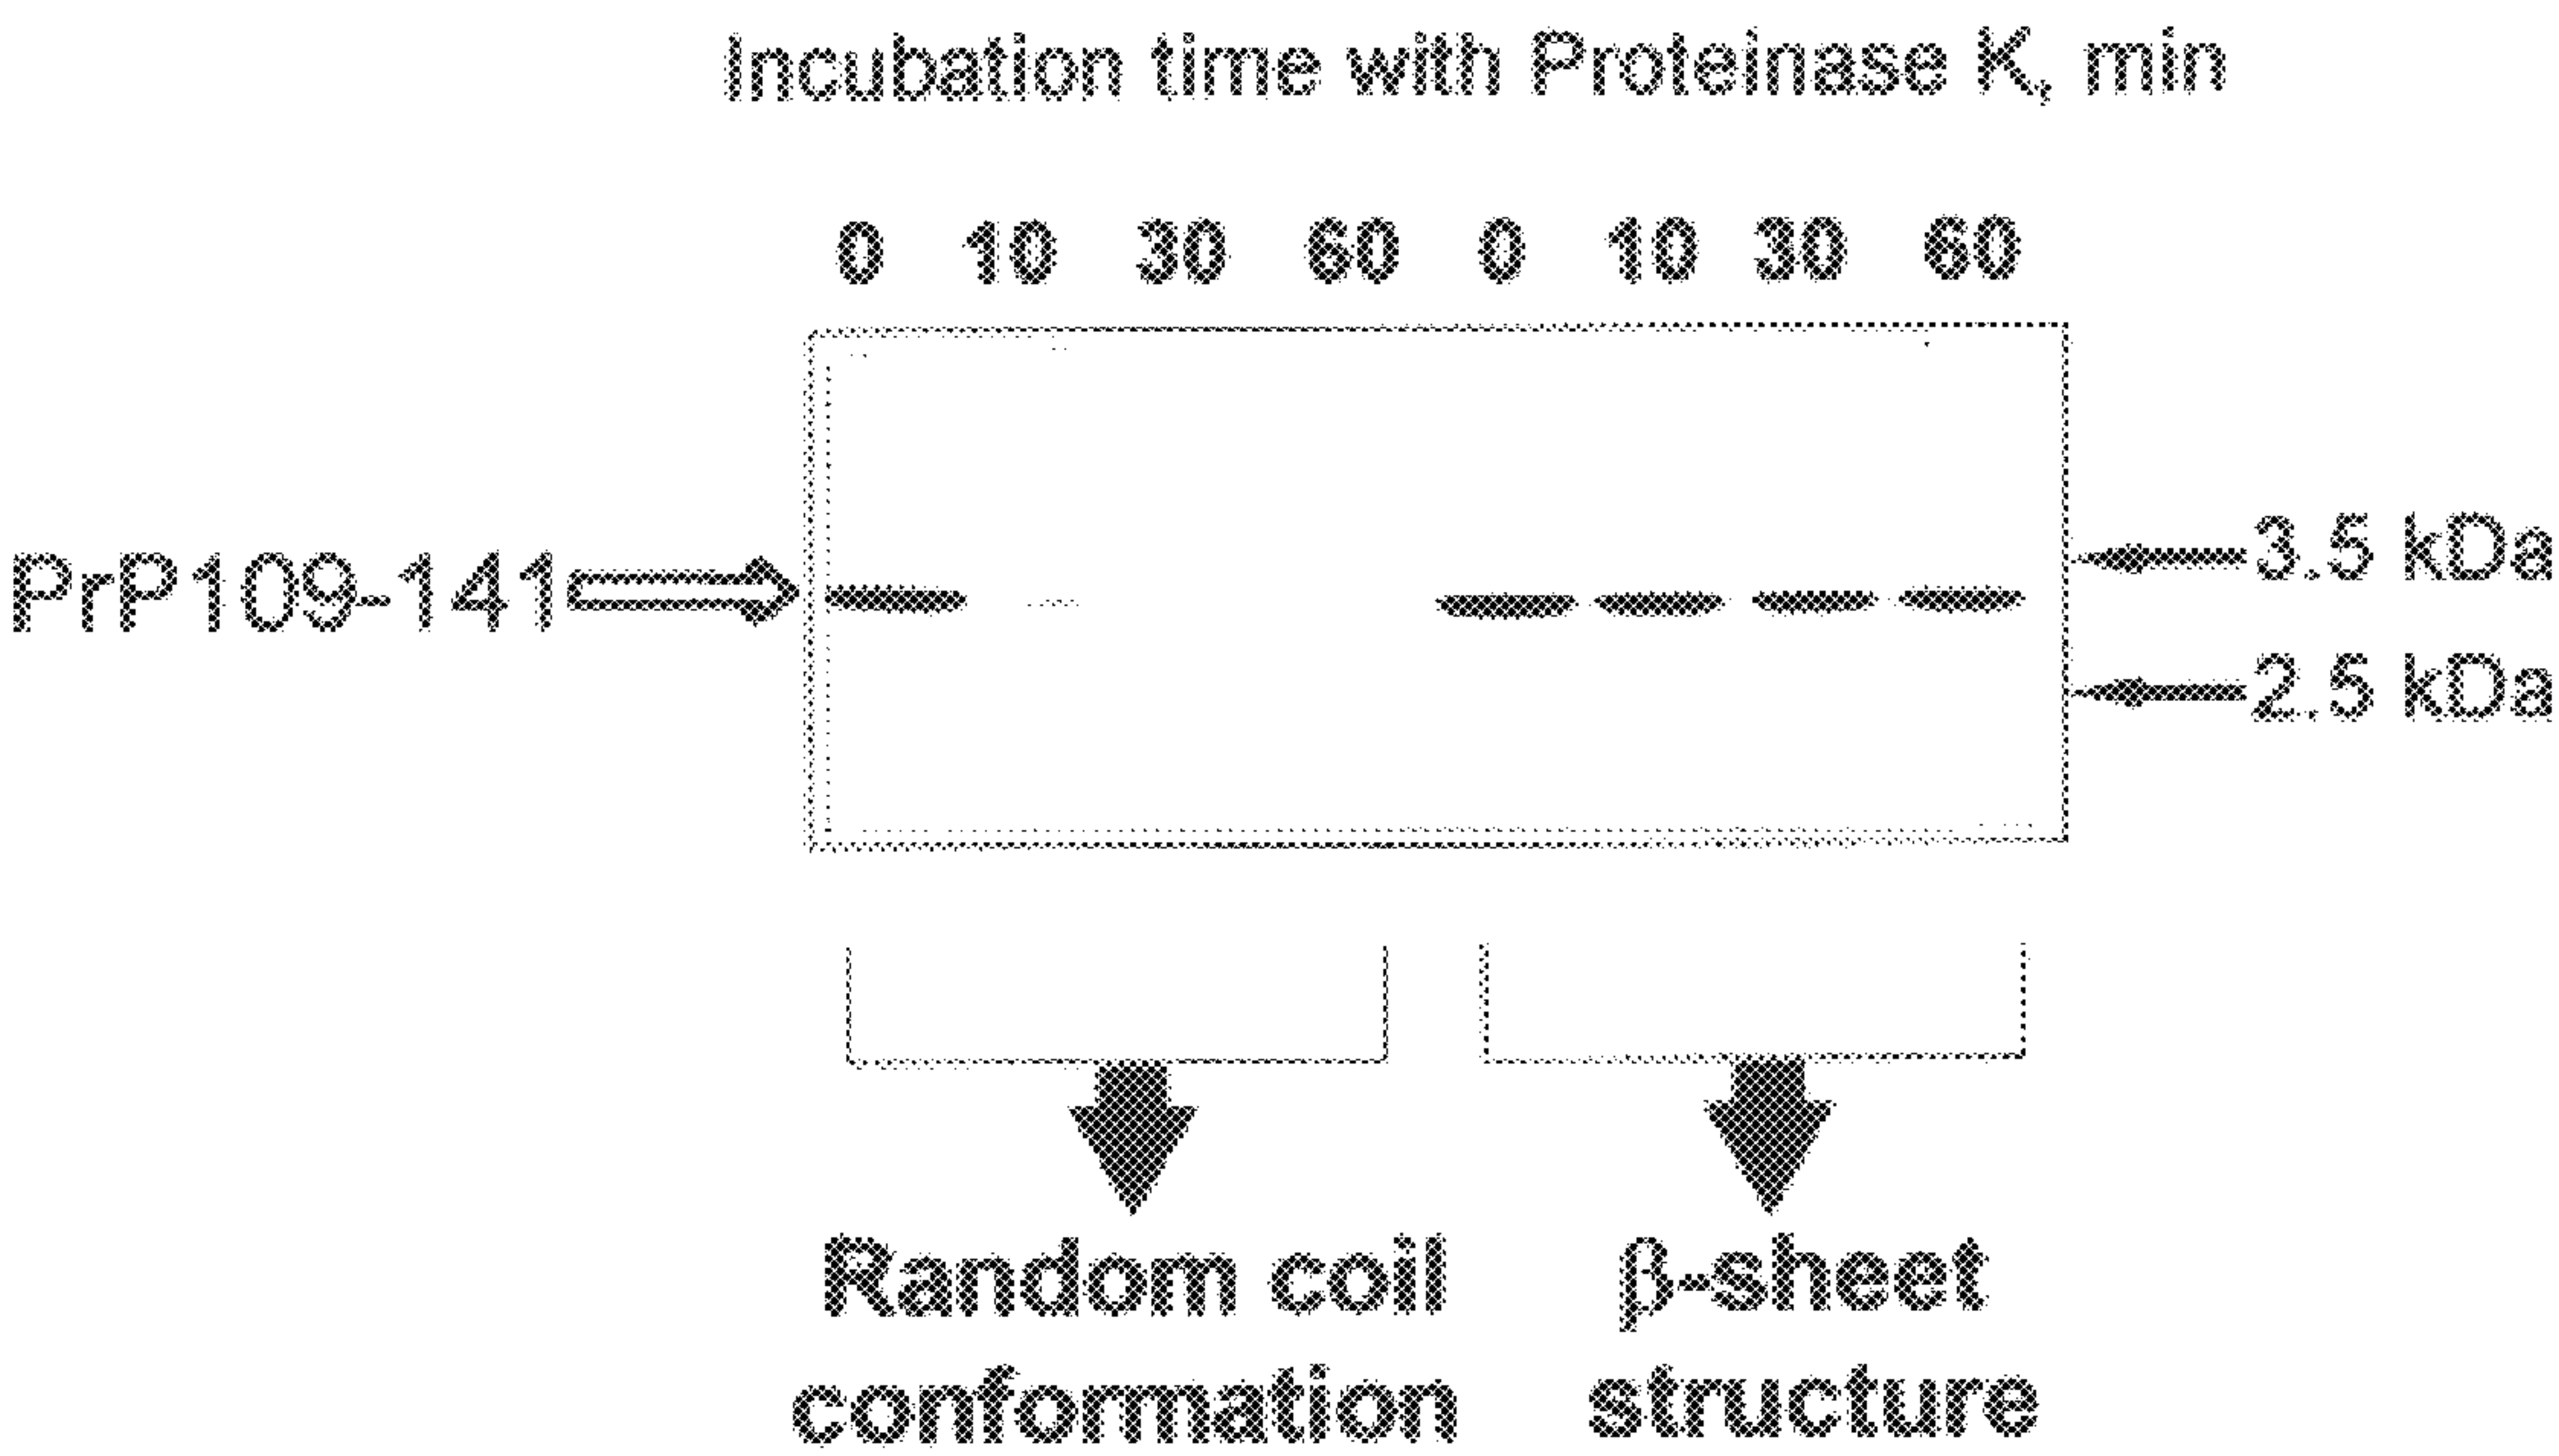 Incubation time with Proteinase K, min
0 10 30 60 0 10 30 60
3.5 kDa
PrP109-141
2.5 kDa
Random coil
conformation
β-sheet
structure